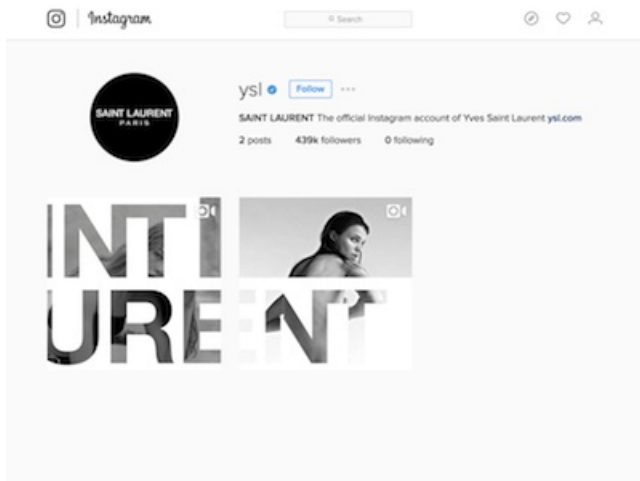 Instagram
Search
SAINT LAURENT
PARIS
ysl Follow
SAINT LAURENT The official Instagram account of Yves Saint Laurent ysl.com
2 posts 439k followers 0 following
INT
URE
NT